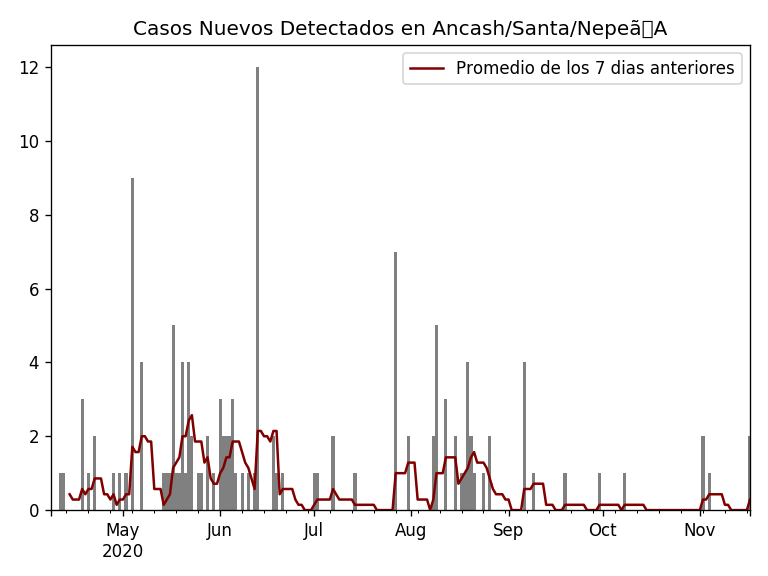 Casos Nuevos Detectados en Ancash/Santa/Nepeã□A
Promedio de los 7 dias anteriores
12
10
8
6
4
2
0
May Jun Jul Aug Sep Oct Nov
2020